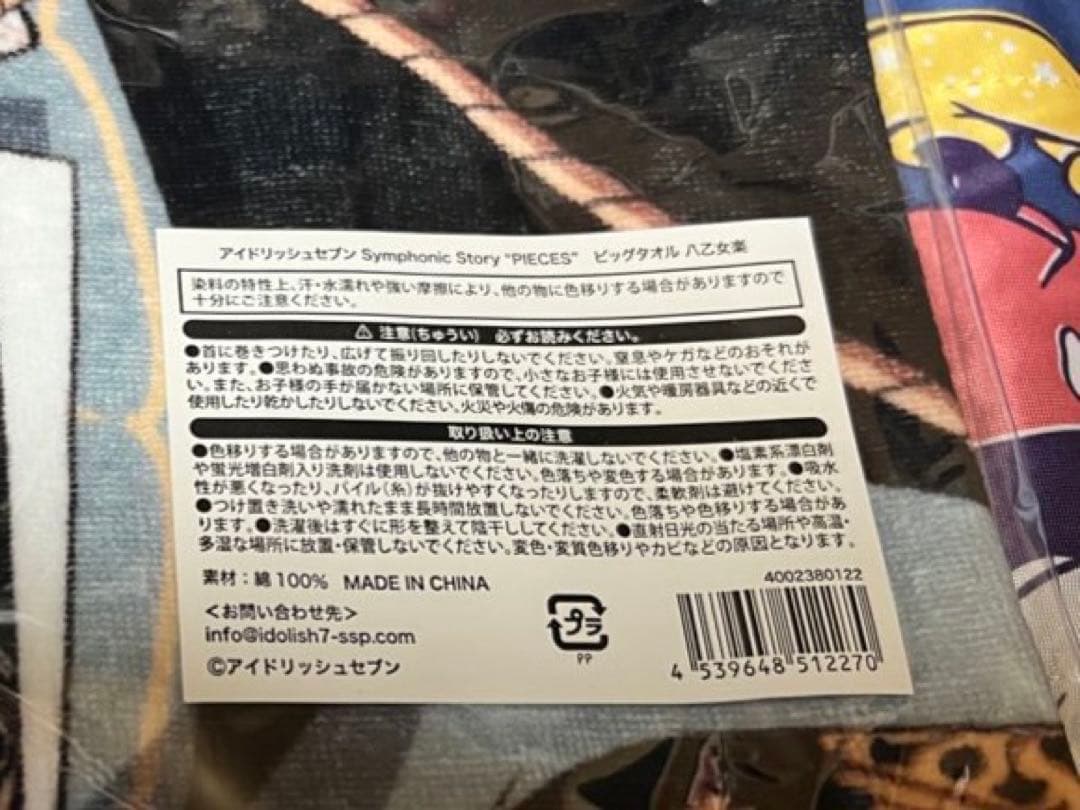 アイドリッシュセブン Symphonic Story "PIECES" ビッグタオル 八乙女楽
染料の特性上、汗・水濡れや強い摩擦により、他の物に色移りする場合がありますので
十分にご注意ください。
⚠ 注意(ちゅうい) 必ずお読みください。
●首に巻きつけたり、広げて振り回したりしないでください。窒息やケガなどのおそれが
あります。●思わぬ事故の危険がありますので、小さなお子様には使用させないでくださ
い。また、お子様の手が届かない場所に保管してください。●火気や暖房器具などの近くで
使用したり乾かしたりしないでください。火災や火傷の危険があります。
取り扱い上の注意
●色移りする場合がありますので、他の物と一緒に洗濯しないでください。●塩素系漂白剤
や蛍光増白剤入り洗剤は使用しないでください。色落ちや変色する場合があります。●吸水
性が悪くなったり、パイル(糸)が抜けやすくなったりしますので、柔軟剤は避けてください。
●つけ置き洗いや濡れたまま長時間放置しないでください。色落ちや色移りする場合があ
ります。●洗濯後はすぐに形を整えて陰干ししてください。●直射日光の当たる場所や高温・
多湿な場所に放置・保管しないでください。変色・変質色移りやカビなどの原因となります。
素材：綿100% MADE IN CHINA
4002380122
<お問い合わせ先>
info@idolish7-ssp.com
プラ
PP
©アイドリッシュセブン
4 539648 512270